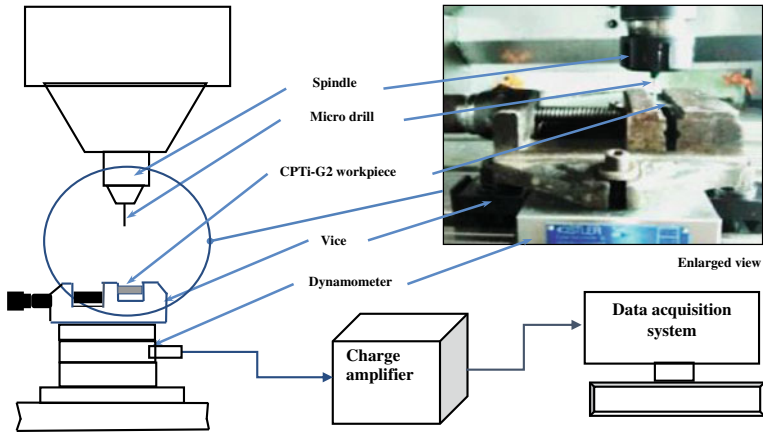 Spindle
Micro drill
CPTi-G2 workpiece
Vice
Dynamometer
Enlarged view
Charge
amplifier
Data acquisition
system